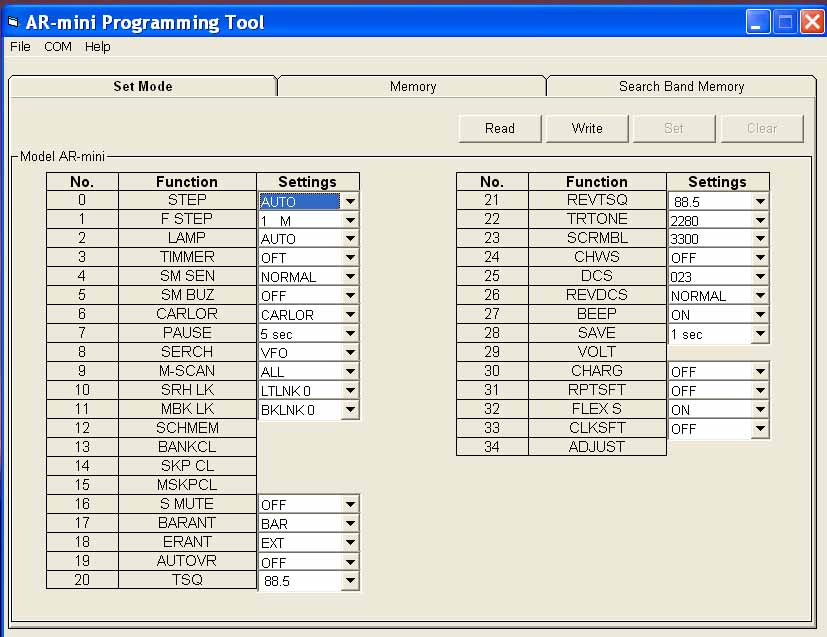 AR-mini Programming Tool
File COM Help
Set Mode Memory Search Band Memory
Read Write Set Clear
Model AR-mini
No. Function Settings
0 STEP AUTO
1 F STEP 1 M
2 LAMP AUTO
3 TIMMER OFT
4 SM SEN NORMAL
5 SM BUZ OFF
6 CARLOR CARLOR
7 PAUSE 5 sec
8 SERCH VFO
9 M-SCAN ALL
10 SRH LK LTLNK 0
11 MBK LK BKLNK 0
12 SCHMEM
13 BANKCL
14 SKP CL
15 MSKPCL
16 S MUTE OFF
17 BARANT BAR
18 ERANT EXT
19 AUTOVR OFF
20 TSQ 88.5
No. Function Settings
21 REVTSQ 88.5
22 TRTONE 2280
23 SCRMBL 3300
24 CHWS OFF
25 DCS 023
26 REVDCS NORMAL
27 BEEP ON
28 SAVE 1 sec
29 VOLT
30 CHARG OFF
31 RPTSFT OFF
32 FLEX S ON
33 CLKSFT OFF
34 ADJUST